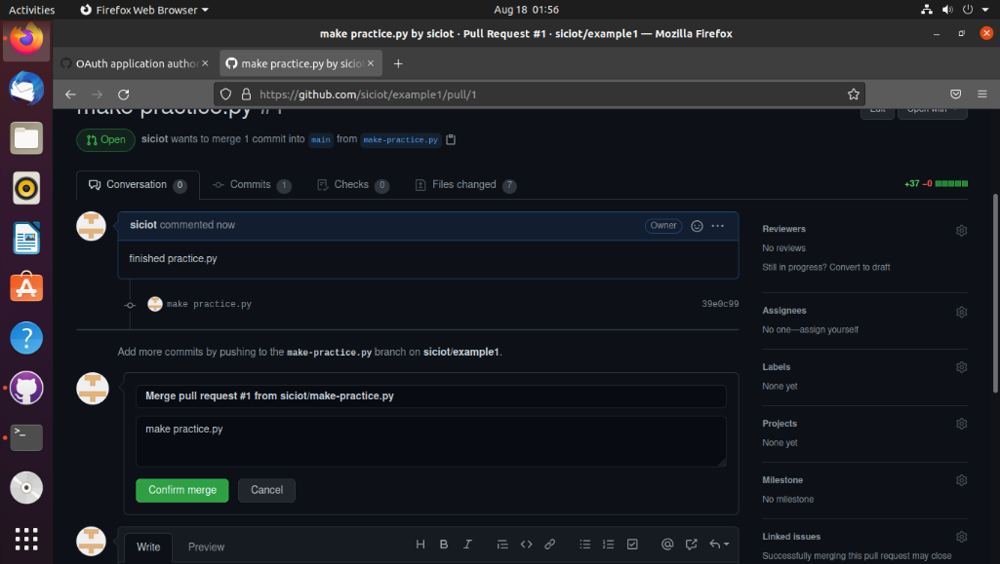 Activities
Firefox Web Browser
Aug 18 01:56
make practice.py by siciot · Pull Request #1 · siciot/example1 — Mozilla Firefox
OAuth application author
make practice.py by siciot
https://github.com/siciot/example1/pull/1
make practice.py #1
Edit
Open with
Open
siciot wants to merge 1 commit into main from make-practice.py
Conversation 0
Commits 1
Checks 0
Files changed 7
+37 −0
siciot commented now
Owner
finished practice.py
make practice.py
39e0c99
Add more commits by pushing to the make-practice.py branch on siciot/example1.
Merge pull request #1 from siciot/make-practice.py
make practice.py
Confirm merge
Cancel
Write
Preview
Reviewers
No reviews
Still in progress? Convert to draft
Assignees
No one—assign yourself
Labels
None yet
Projects
None yet
Milestone
No milestone
Linked issues
Successfully merging this pull request may close